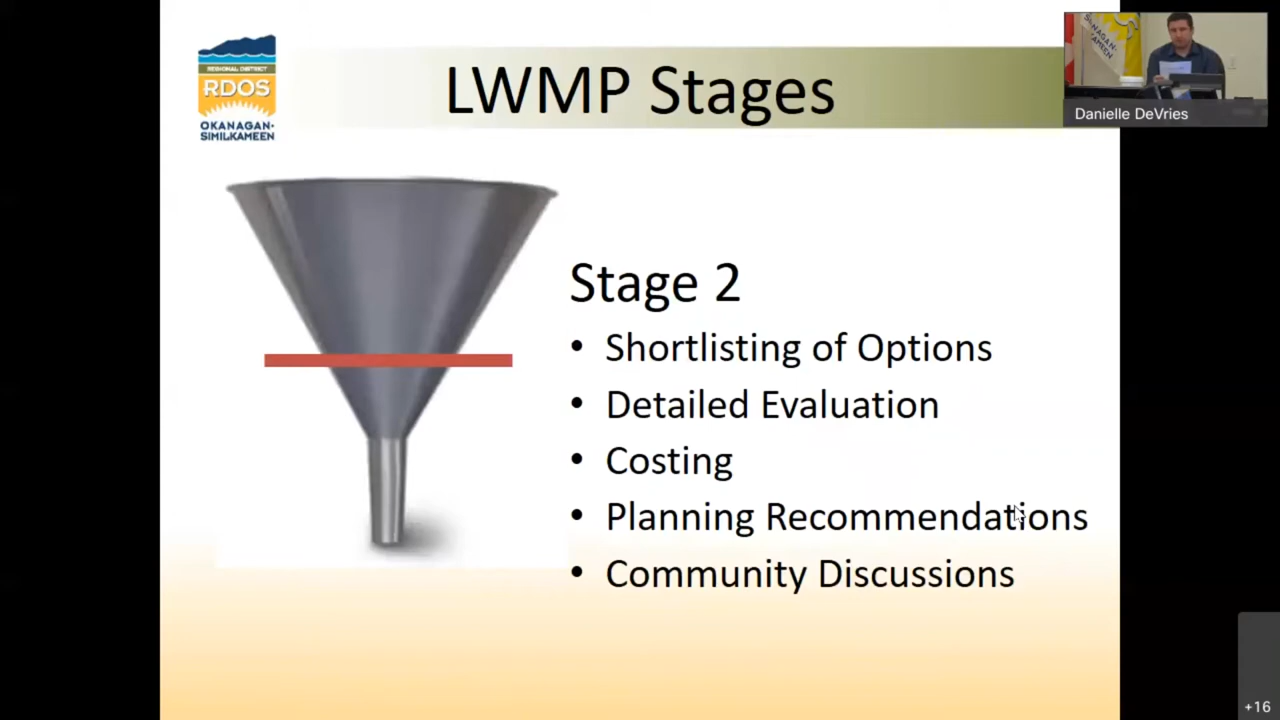 REGIONAL DISTRICT
RDOS
OKANAGAN-
SIMILKAMEEN
LWMP Stages
Danielle DeVries
Stage 2
• Shortlisting of Options
• Detailed Evaluation
• Costing
• Planning Recommendations
• Community Discussions
+16